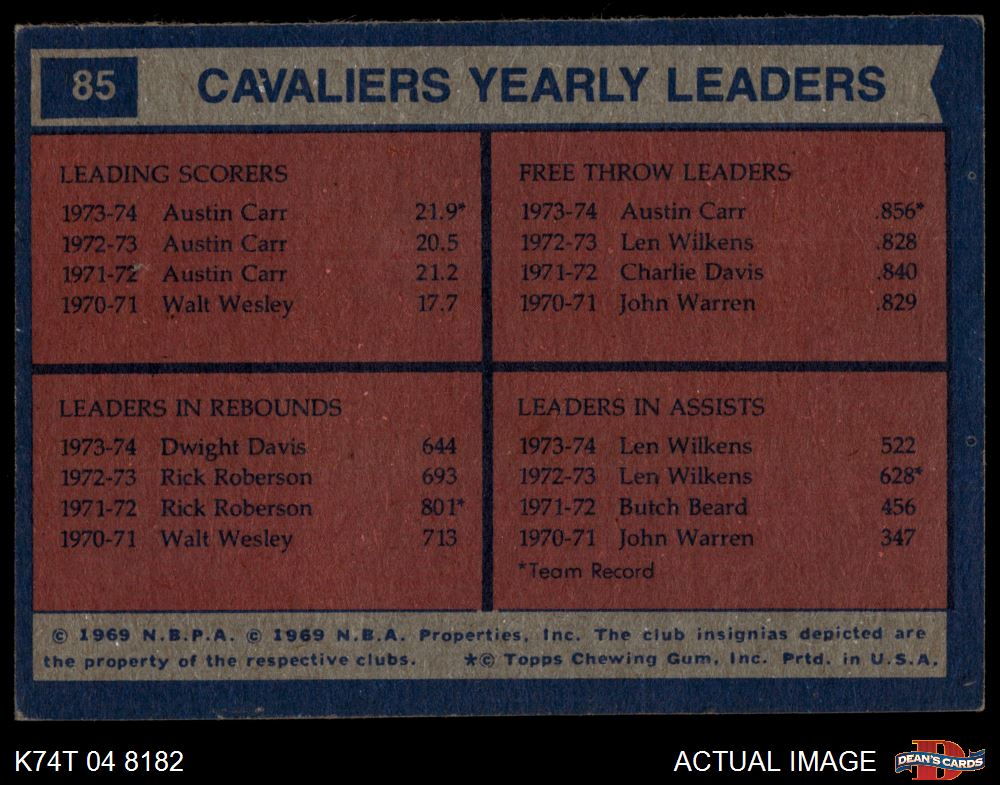 85
CAVALIERS YEARLY LEADERS
LEADING SCORERS
1973-74 Austin Carr 21.9*
1972-73 Austin Carr 20.5
1971-72 Austin Carr 21.2
1970-71 Walt Wesley 17.7
FREE THROW LEADERS
1973-74 Austin Carr .856*
1972-73 Len Wilkens .828
1971-72 Charlie Davis .840
1970-71 John Warren .829
LEADERS IN REBOUNDS
1973-74 Dwight Davis 644
1972-73 Rick Roberson 693
1971-72 Rick Roberson 801*
1970-71 Walt Wesley 713
LEADERS IN ASSISTS
1973-74 Len Wilkens 522
1972-73 Len Wilkens 628*
1971-72 Butch Beard 456
1970-71 John Warren 347
*Team Record
© 1969 N.B.P.A. © 1969 N.B.A. Properties, Inc. The club insignias depicted are
the property of the respective clubs. *© Topps Chewing Gum, Inc. Prtd. in U.S.A.
K74T 04 8182
ACTUAL IMAGE
D
DEAN'S CARDS